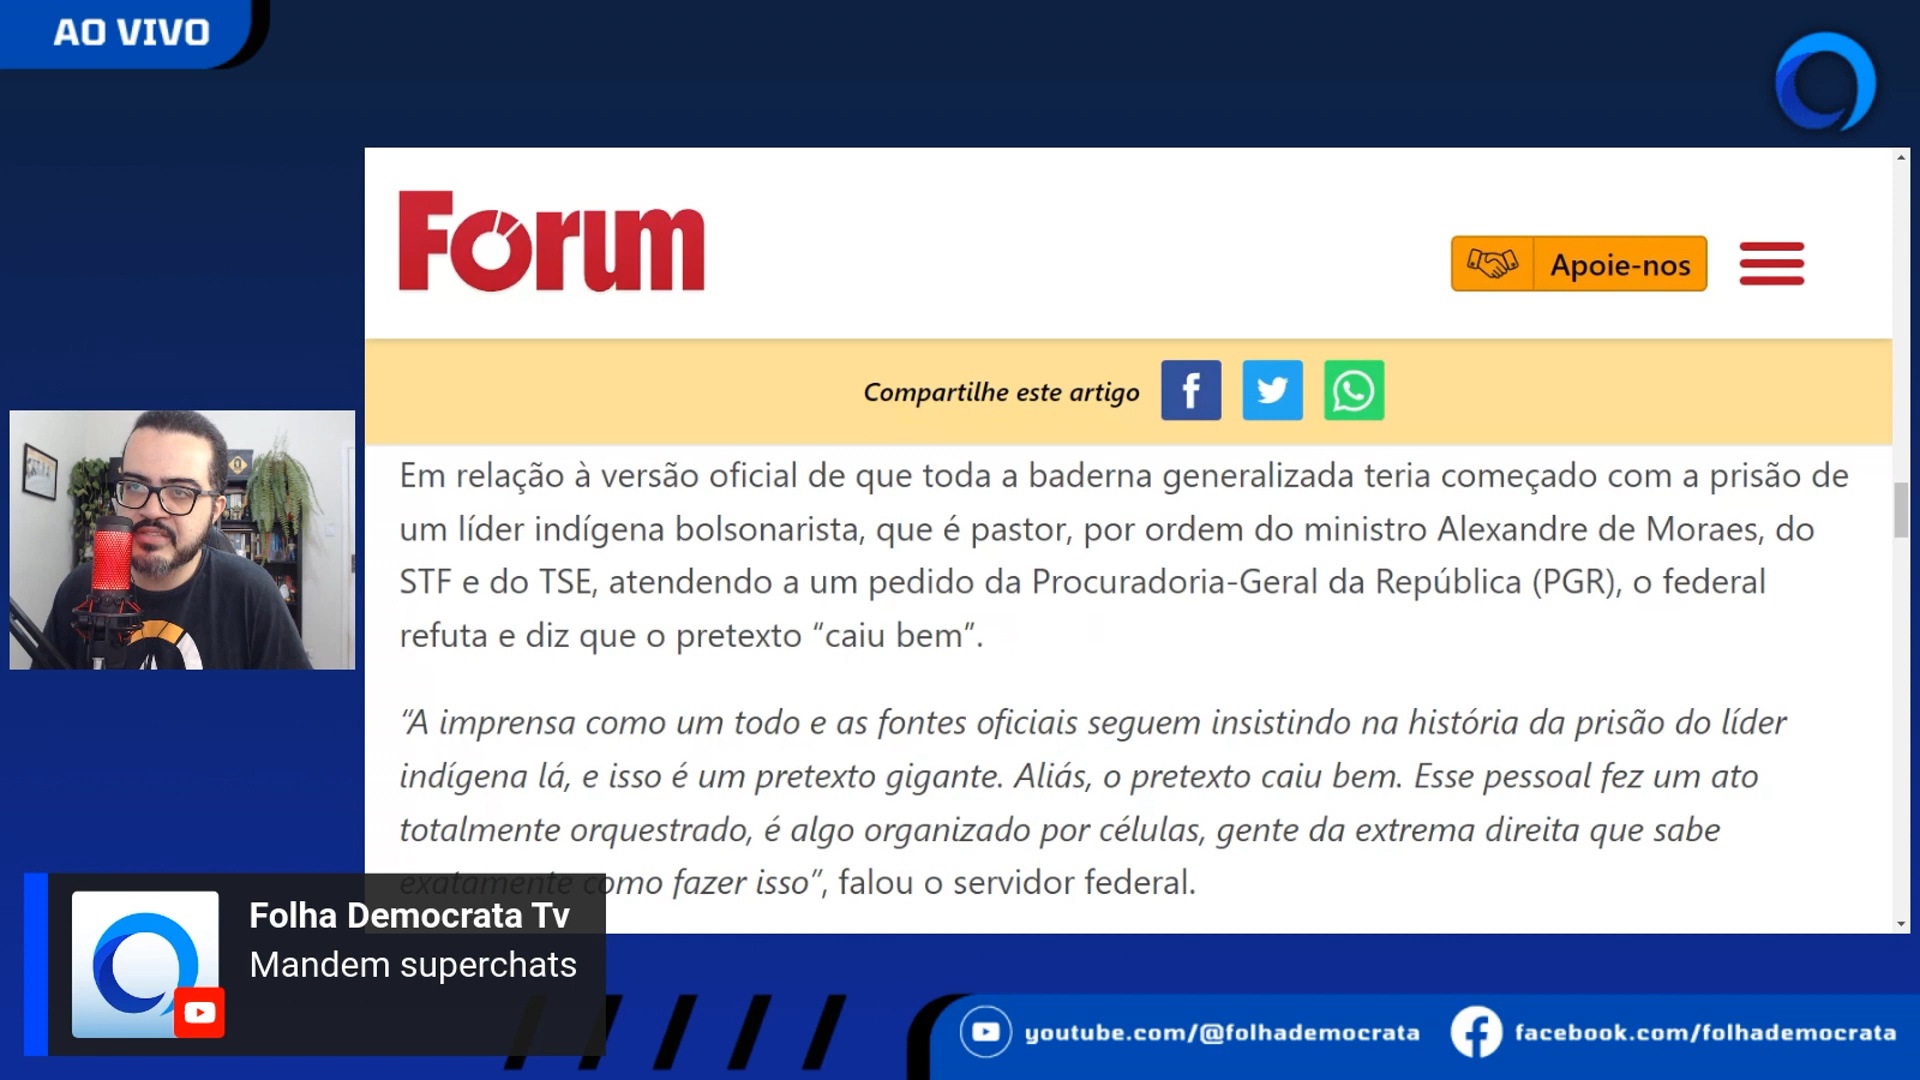 AO VIVO
Fórum
Apoie-nos
Compartilhe este artigo
Em relação à versão oficial de que toda a baderna generalizada teria começado com a prisão de
um líder indígena bolsonarista, que é pastor, por ordem do ministro Alexandre de Moraes, do
STF e do TSE, atendendo a um pedido da Procuradoria-Geral da República (PGR), o federal
refuta e diz que o pretexto “caiu bem”.
“A imprensa como um todo e as fontes oficiais seguem insistindo na história da prisão do líder
indígena lá, e isso é um pretexto gigante. Aliás, o pretexto caiu bem. Esse pessoal fez um ato
totalmente orquestrado, é algo organizado por células, gente da extrema direita que sabe
exatamente como fazer isso”, falou o servidor federal.
Folha Democrata Tv
Mandem superchats
youtube.com/@folhademocrata
facebook.com/folhademocrata